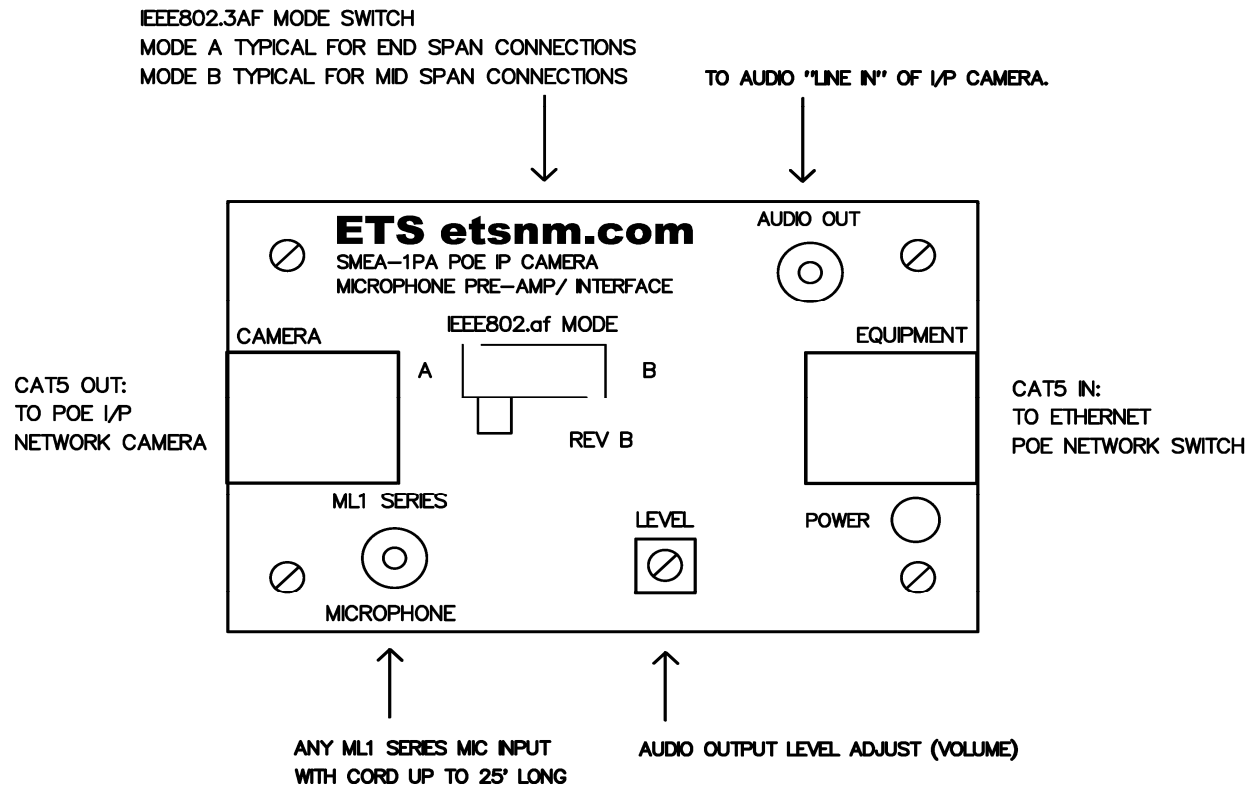 IEEE802.3AF MODE SWITCH
MODE A TYPICAL FOR END SPAN CONNECTIONS
MODE B TYPICAL FOR MID SPAN CONNECTIONS
TO AUDIO "LINE IN" OF I/P CAMERA.
ETS etsnm.com
SMEA-1PA POE IP CAMERA
MICROPHONE PRE-AMP/ INTERFACE
AUDIO OUT
IEEE802.af MODE
CAMERA
EQUIPMENT
A
B
CAT5 OUT:
TO POE I/P
NETWORK CAMERA
CAT5 IN:
TO ETHERNET
POE NETWORK SWITCH
REV B
ML1 SERIES
LEVEL
POWER
MICROPHONE
ANY ML1 SERIES MIC INPUT
WITH CORD UP TO 25' LONG
AUDIO OUTPUT LEVEL ADJUST (VOLUME)